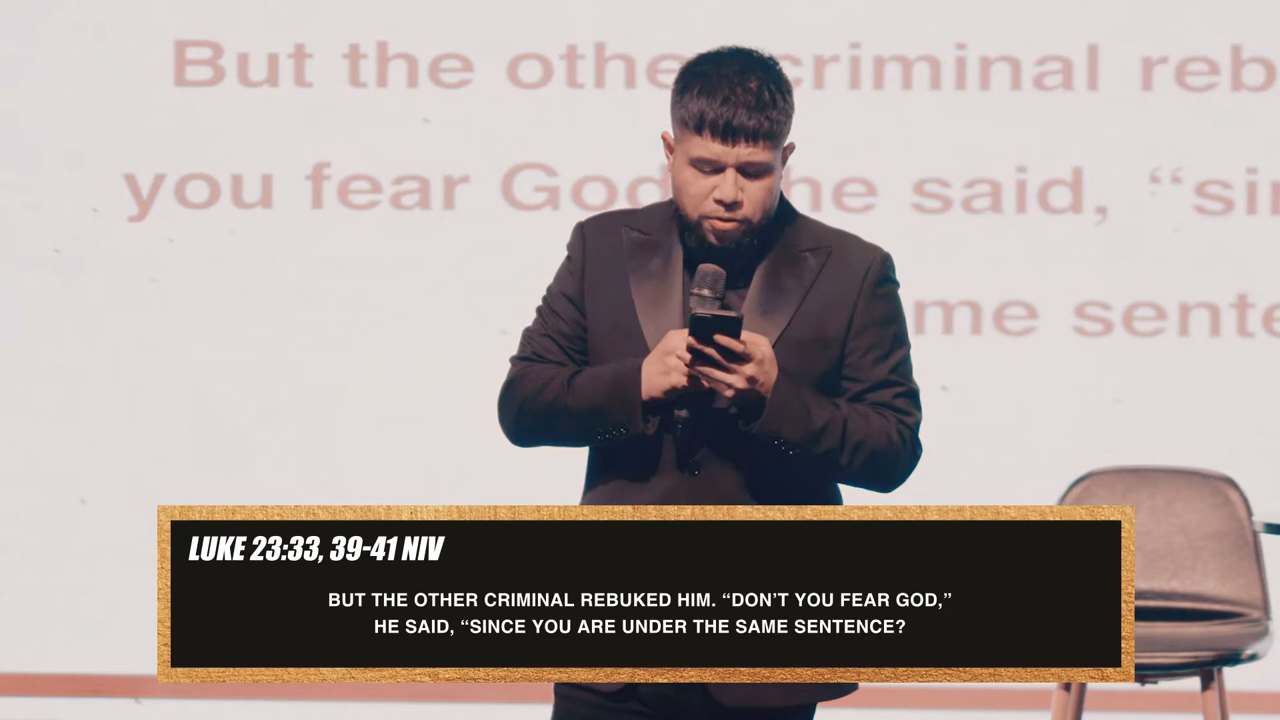 But the othe criminal reb
you fear God he said, “sin
me sente
LUKE 23:33, 39-41 NIV
BUT THE OTHER CRIMINAL REBUKED HIM. “DON’T YOU FEAR GOD,”
HE SAID, “SINCE YOU ARE UNDER THE SAME SENTENCE?